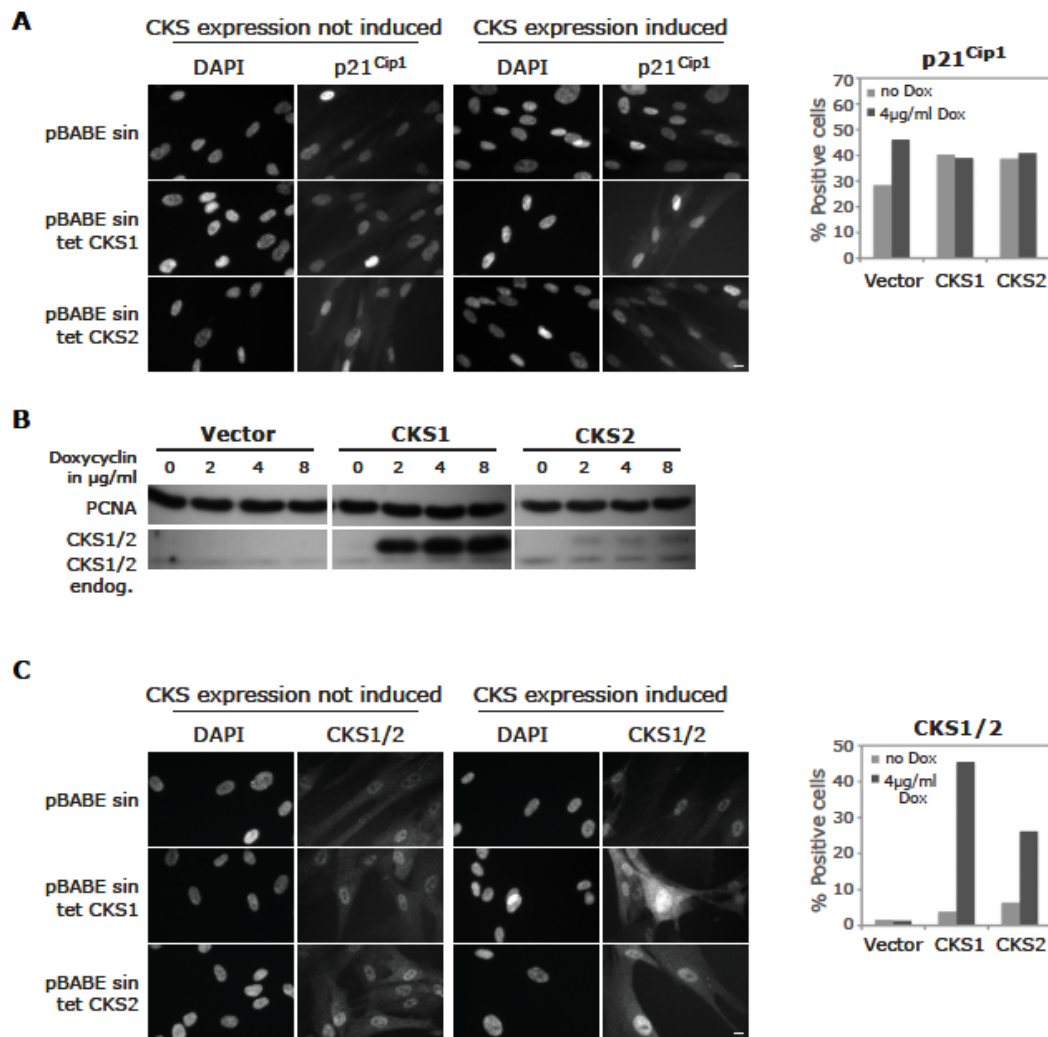 A
CKS expression not induced
CKS expression induced
DAPI
p21Cip1
DAPI
p21Cip1
pBABE sin
pBABE sin
tet CKS1
pBABE sin
tet CKS2
p21Cip1
% Positive cells
70
60
50
40
30
20
10
0
no Dox
4µg/ml Dox
Vector CKS1 CKS2
B
Vector
CKS1
CKS2
Doxycyclin
in µg/ml
0 2 4 8
0 2 4 8
0 2 4 8
PCNA
CKS1/2
CKS1/2
endog.
C
CKS expression not induced
CKS expression induced
DAPI
CKS1/2
DAPI
CKS1/2
pBABE sin
pBABE sin
tet CKS1
pBABE sin
tet CKS2
CKS1/2
% Positive cells
50
40
30
20
10
0
no Dox
4µg/ml
Dox
Vector CKS1 CKS2